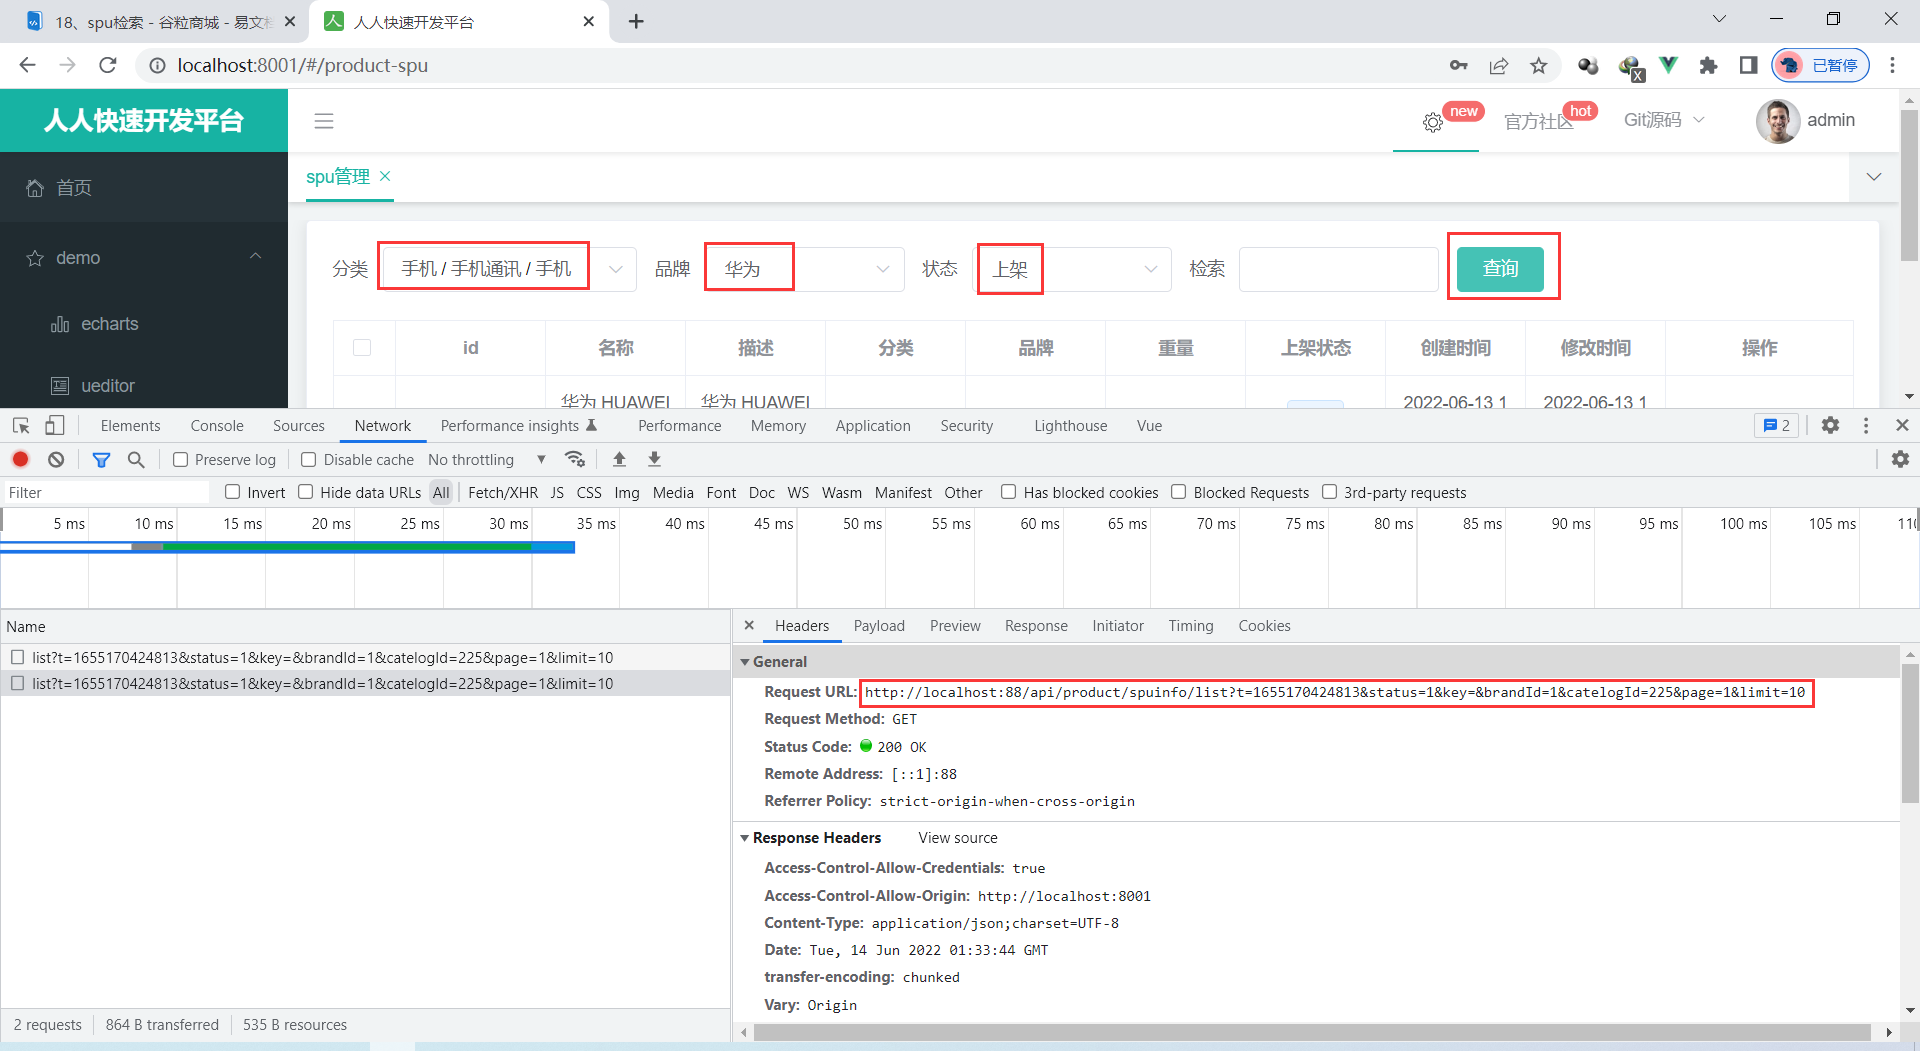 18、spu检索 - 谷粒商城 - 易文档
人人快速开发平台
localhost:8001/#/product-spu
已暂停
人人快速开发平台
new
官方社区
hot
Git源码
admin
首页
spu管理
demo
echarts
ueditor
分类 手机 / 手机通讯 / 手机 品牌 华为 状态 上架 检索 查询
id 名称 描述 分类 品牌 重量 上架状态 创建时间 修改时间 操作
华为 HUAWEI 华为 HUAWEI 2022-06-13 1 2022-06-13 1
Elements Console Sources Network Performance insights Performance Memory Application Security Lighthouse Vue 2
Preserve log Disable cache No throttling
Filter Invert Hide data URLs All Fetch/XHR JS CSS Img Media Font Doc WS Wasm Manifest Other Has blocked cookies Blocked Requests 3rd-party requests
5 ms 10 ms 15 ms 20 ms 25 ms 30 ms 35 ms 40 ms 45 ms 50 ms 55 ms 60 ms 65 ms 70 ms 75 ms 80 ms 85 ms 90 ms 95 ms 100 ms 105 ms 110
Name
list?t=1655170424813&status=1&key=&brandId=1&catelogId=225&page=1&limit=10
list?t=1655170424813&status=1&key=&brandId=1&catelogId=225&page=1&limit=10
2 requests 864 B transferred 535 B resources
Headers Payload Preview Response Initiator Timing Cookies
General
Request URL: http://localhost:88/api/product/spuinfo/list?t=1655170424813&status=1&key=&brandId=1&catelogId=225&page=1&limit=10
Request Method: GET
Status Code: 200 OK
Remote Address: [::1]:88
Referrer Policy: strict-origin-when-cross-origin
Response Headers View source
Access-Control-Allow-Credentials: true
Access-Control-Allow-Origin: http://localhost:8001
Content-Type: application/json;charset=UTF-8
Date: Tue, 14 Jun 2022 01:33:44 GMT
transfer-encoding: chunked
Vary: Origin